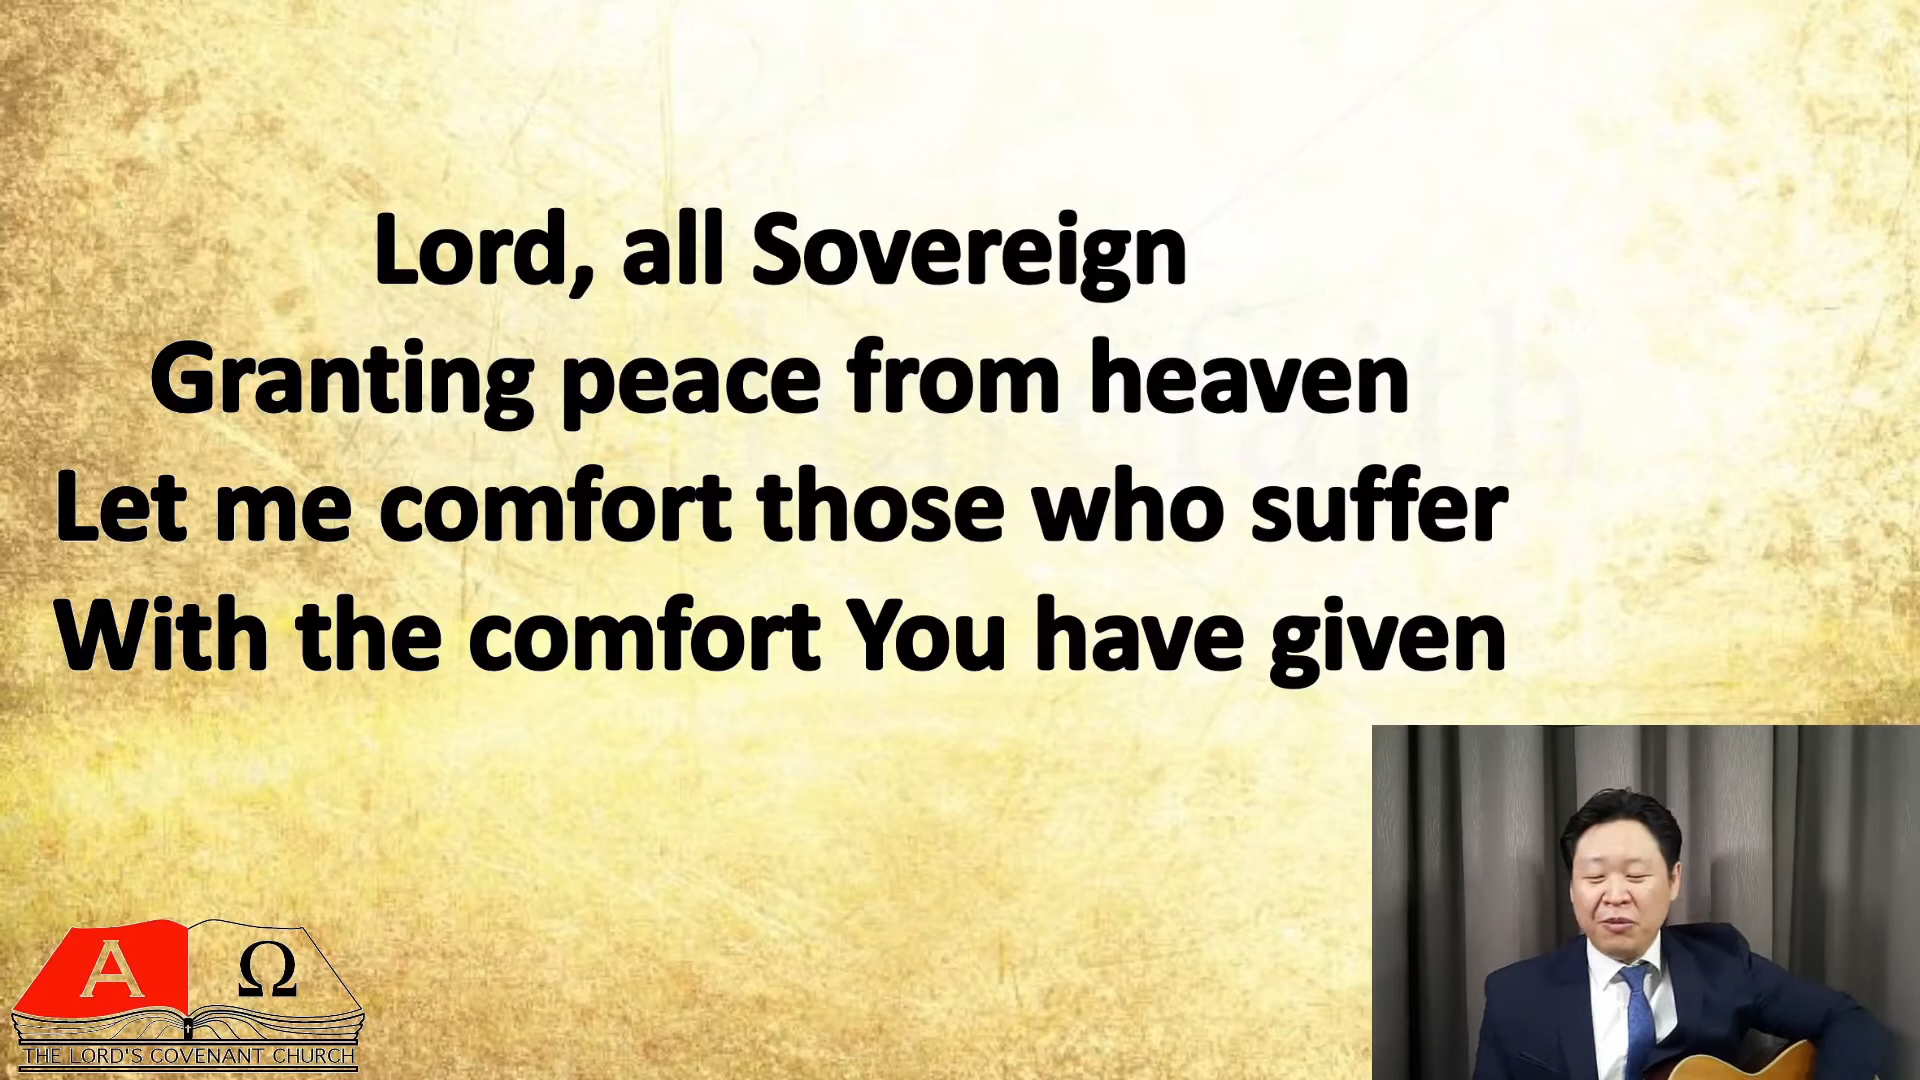 Lord, all Sovereign
Granting peace from heaven
Let me comfort those who suffer
With the comfort You have given
Α Ω
THE LORD'S COVENANT CHURCH